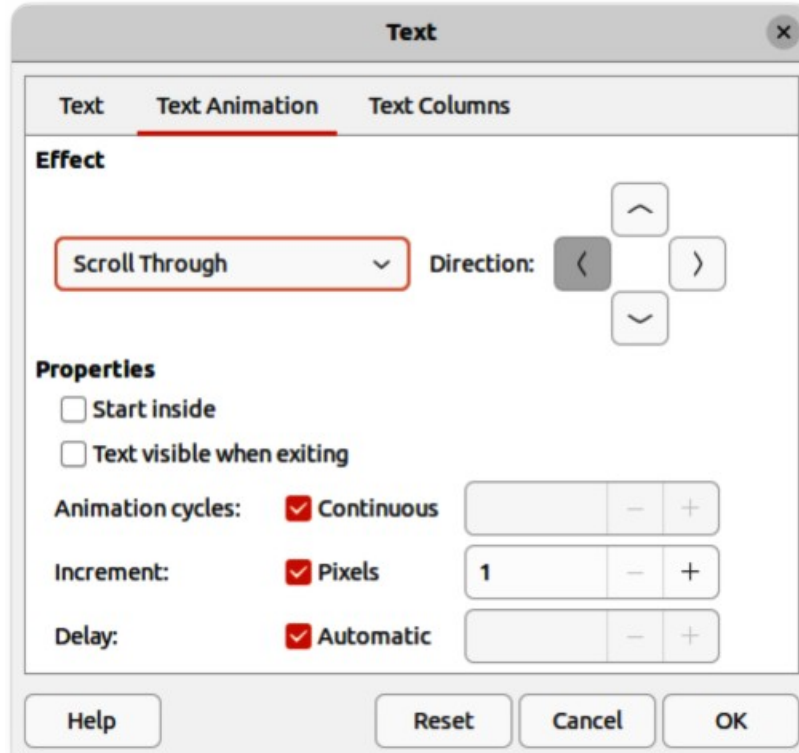 Text
Text Text Animation Text Columns
Effect
Scroll Through Direction:
Properties
Start inside
Text visible when exiting
Animation cycles: Continuous
Increment: Pixels 1
Delay: Automatic
Help Reset Cancel OK